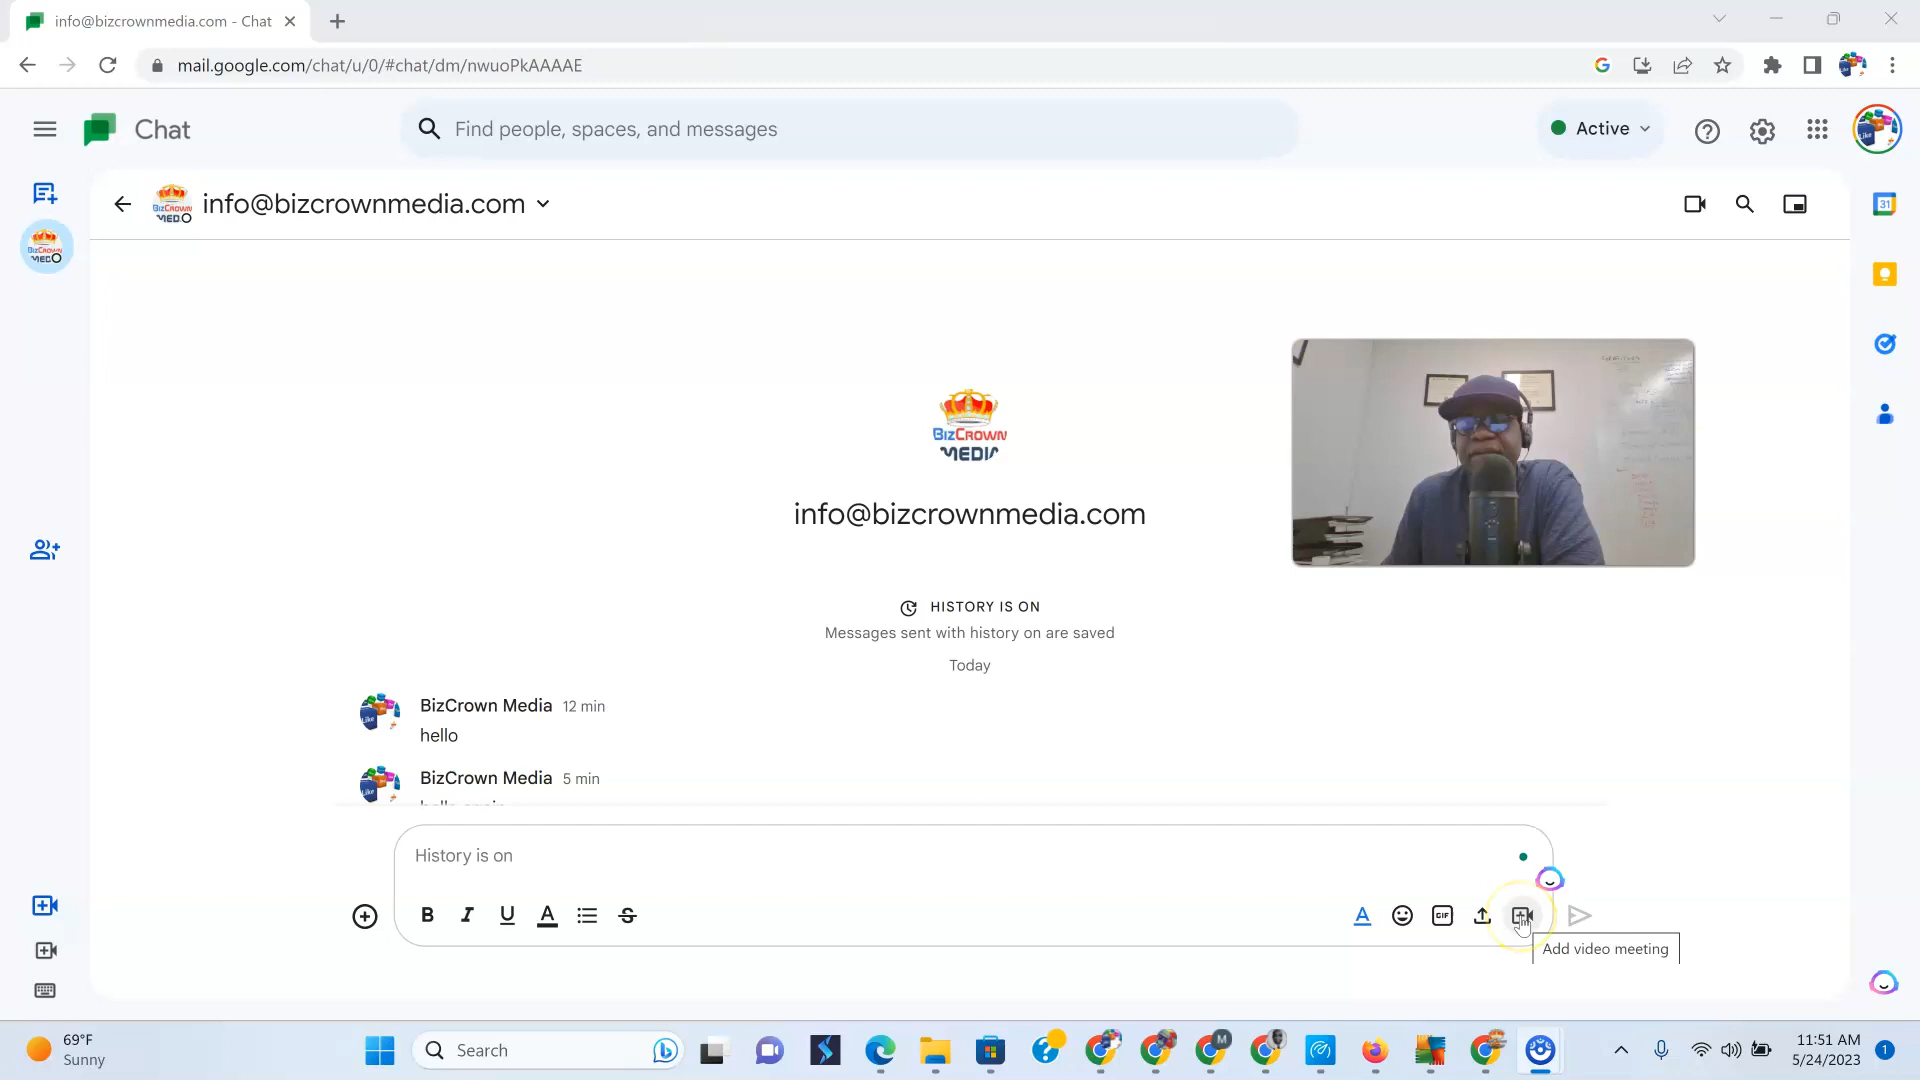 info@bizcrownmedia.com - Chat
mail.google.com/chat/u/0/#chat/dm/nwuoPkAAAAE
Chat
Find people, spaces, and messages
Active
info@bizcrownmedia.com
31
BIZCROWN
MEDIA
info@bizcrownmedia.com
HISTORY IS ON
Messages sent with history on are saved
Today
BizCrown Media 12 min
hello
BizCrown Media 5 min
History is on
B I U A S
A GIF
Add video meeting
69°F
Sunny
Search
M
11:51 AM
5/24/2023
1